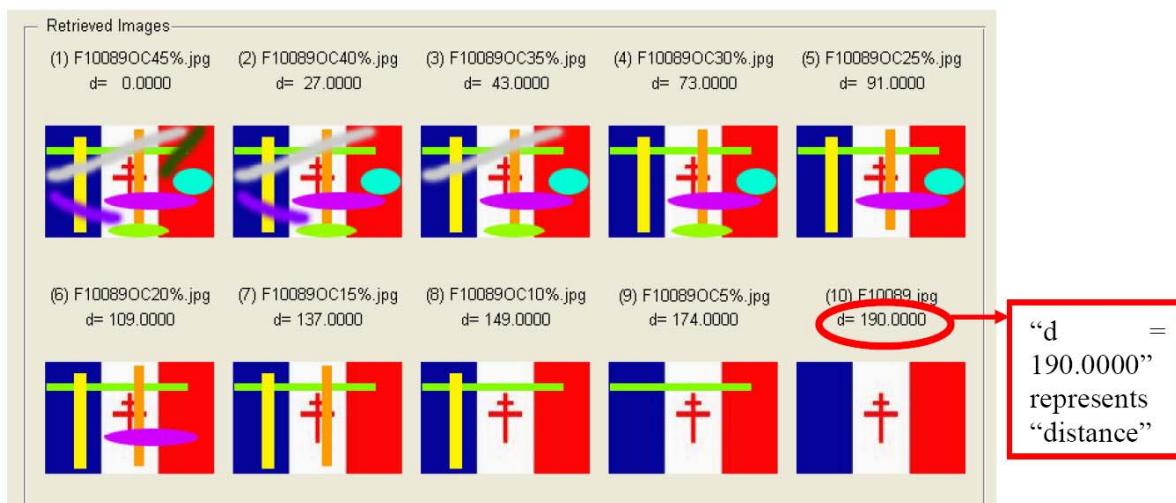 Retrieved Images
(1) F10089OC45%.jpg (2) F10089OC40%.jpg (3) F10089OC35%.jpg (4) F10089OC30%.jpg (5) F10089OC25%.jpg
d= 0.0000 d= 27.0000 d= 43.0000 d= 73.0000 d= 91.0000
(6) F10089OC20%.jpg (7) F10089OC15%.jpg (8) F10089OC10%.jpg (9) F10089OC5%.jpg (10) F10089.jpg
d= 109.0000 d= 137.0000 d= 149.0000 d= 174.0000 d= 190.0000
“d =
190.0000”
represents
“distance”